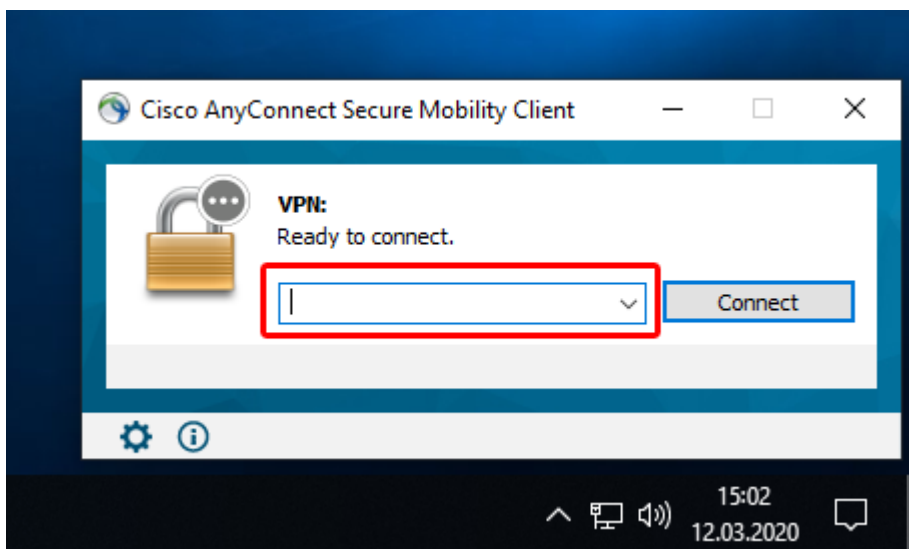 Cisco AnyConnect Secure Mobility Client
VPN:
Ready to connect.
Connect
15:02
12.03.2020